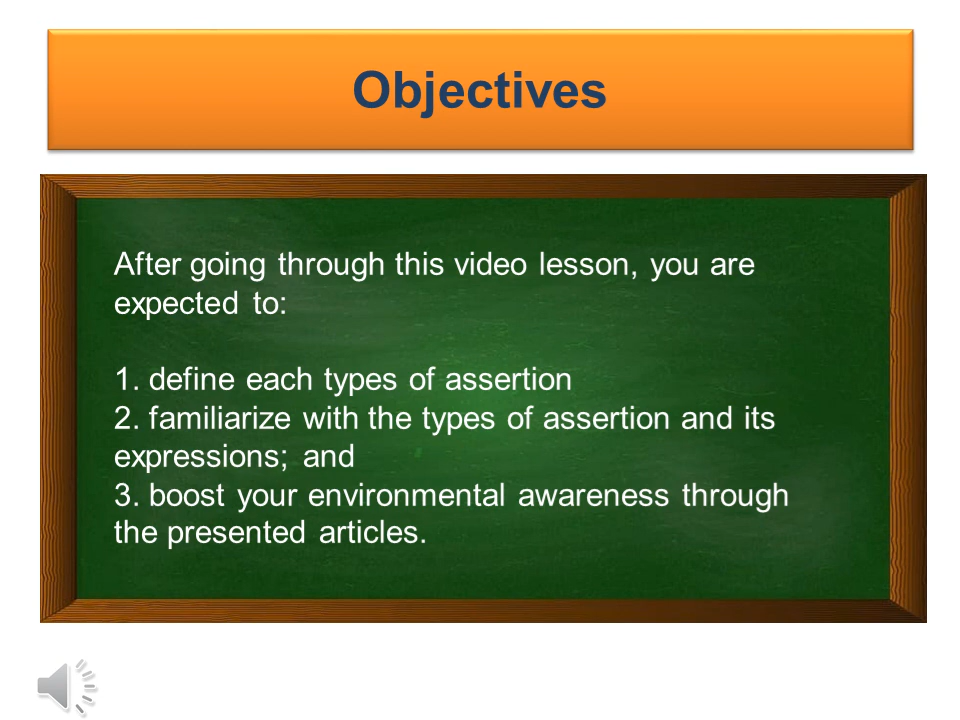 Objectives
After going through this video lesson, you are
expected to:
1. define each types of assertion
2. familiarize with the types of assertion and its
expressions; and
3. boost your environmental awareness through
the presented articles.